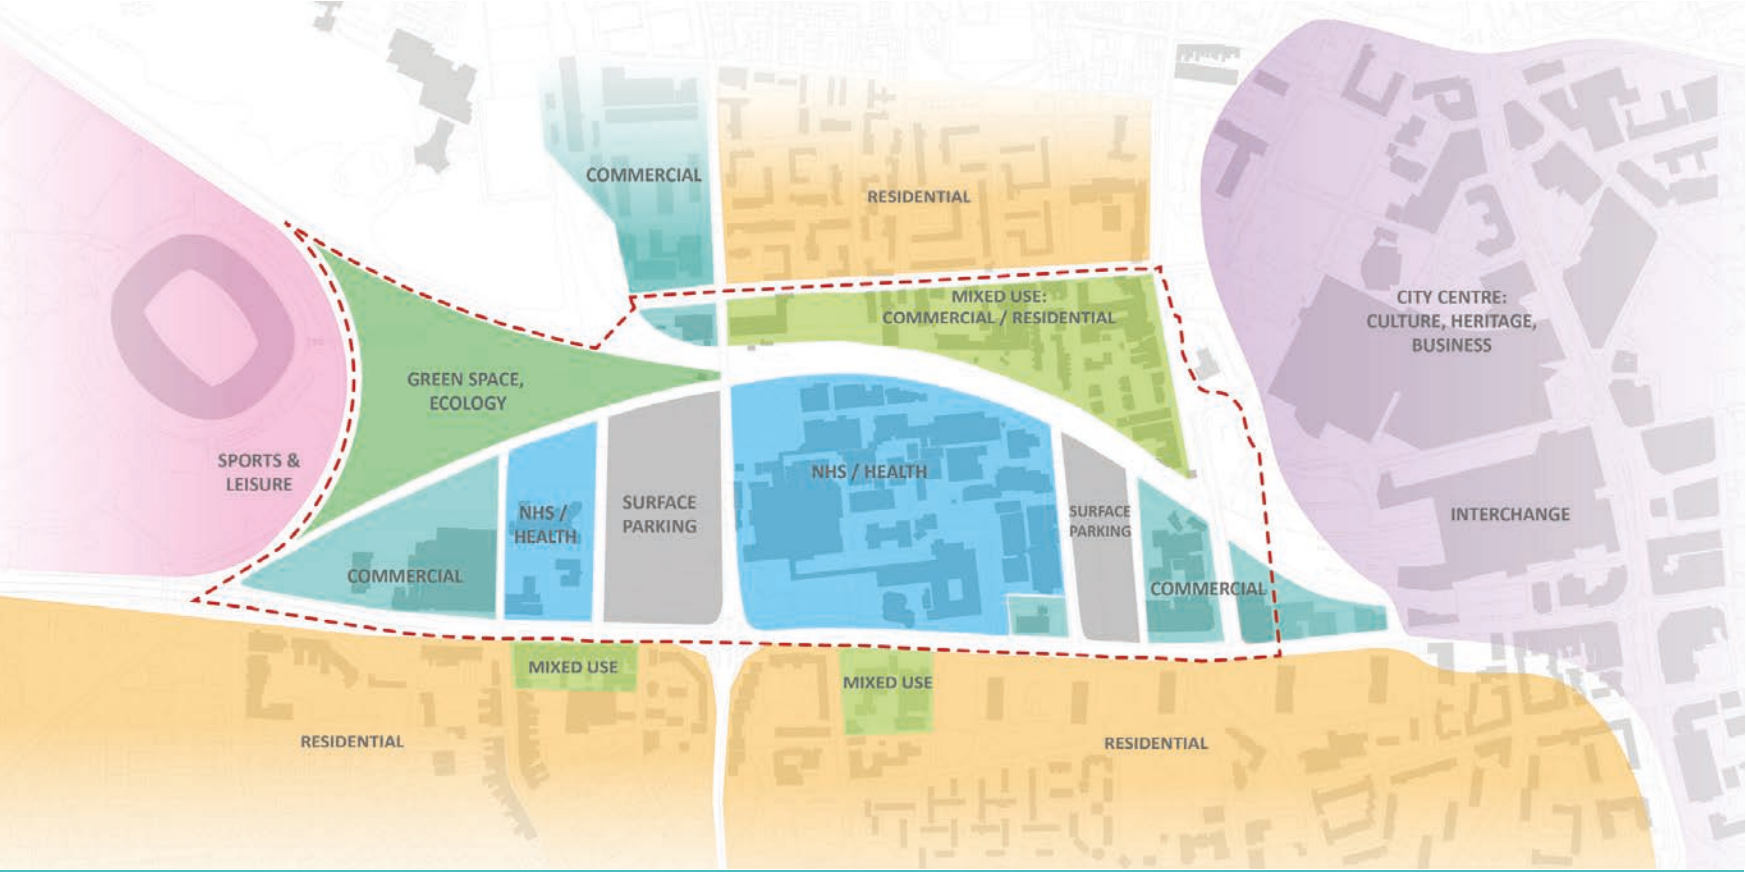 COMMERCIAL
RESIDENTIAL
MIXED USE:
COMMERCIAL / RESIDENTIAL
CITY CENTRE:
CULTURE, HERITAGE,
BUSINESS
GREEN SPACE,
ECOLOGY
SPORTS &
LEISURE
NHS / HEALTH
SURFACE
PARKING
NHS /
HEALTH
SURFACE
PARKING
INTERCHANGE
COMMERCIAL
COMMERCIAL
MIXED USE
MIXED USE
RESIDENTIAL
RESIDENTIAL